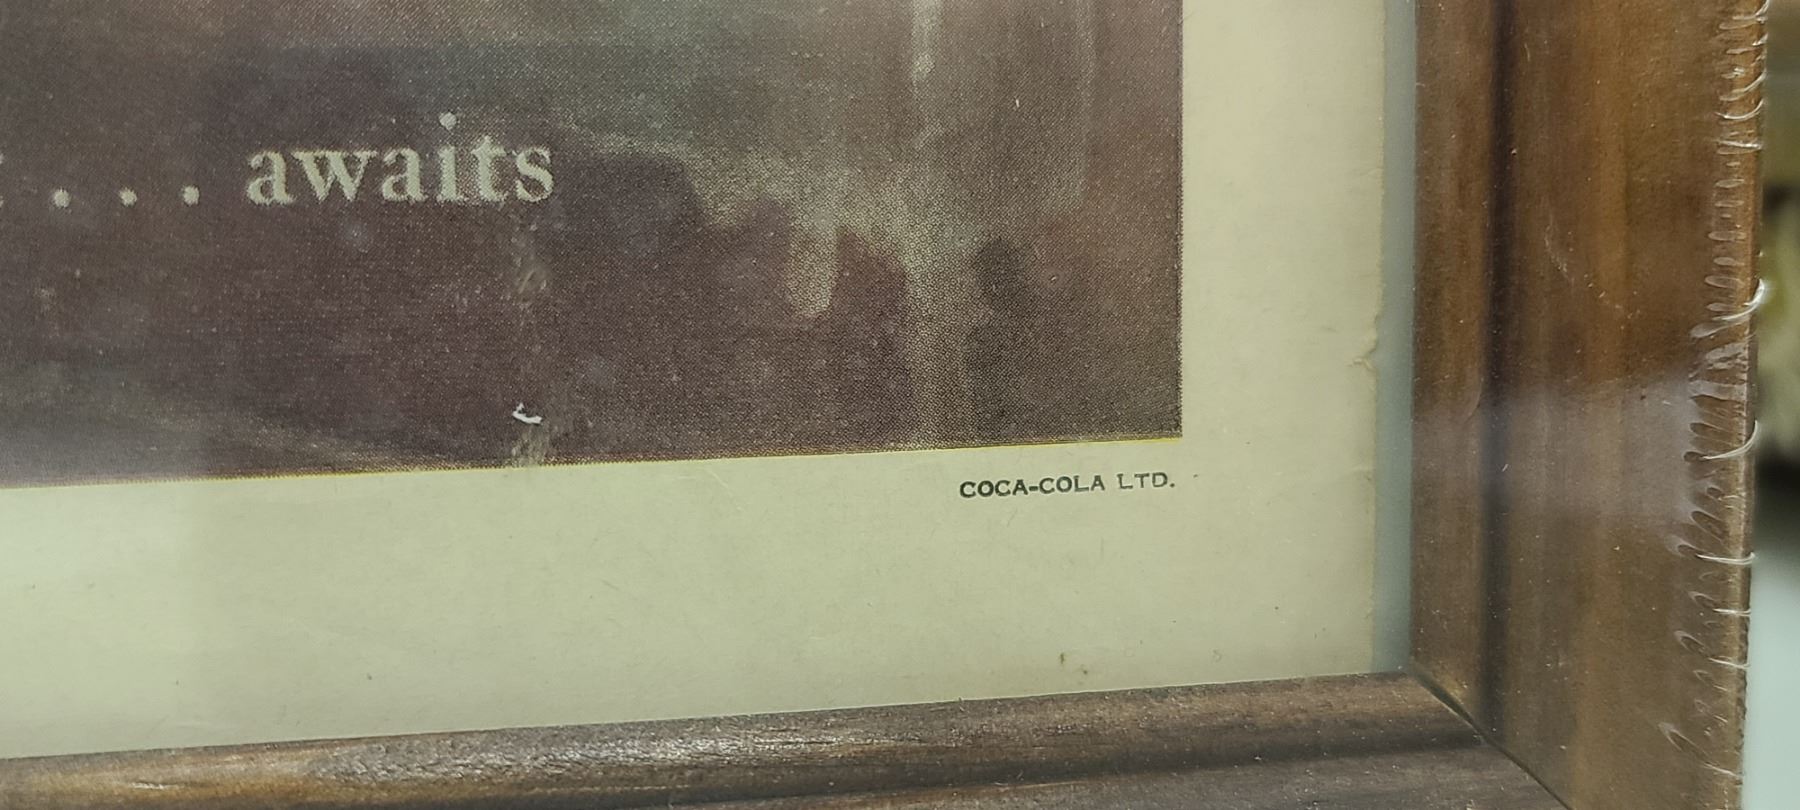 . . . awaits
COCA-COLA LTD.